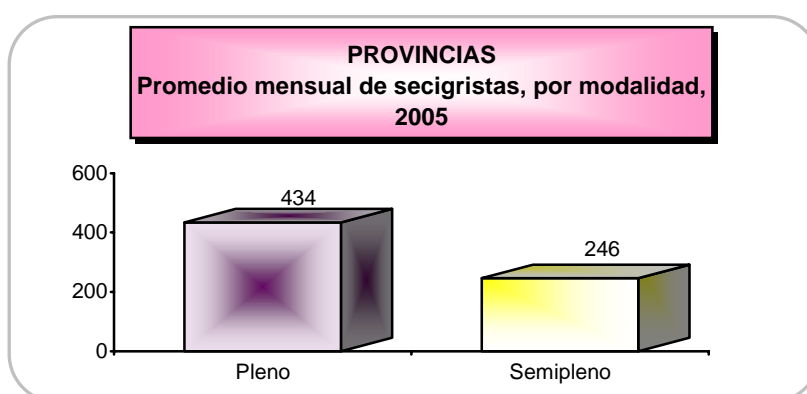 PROVINCIAS
Promedio mensual de secigristas, por modalidad,
2005
600
434
400
246
200
0
Pleno Semipleno